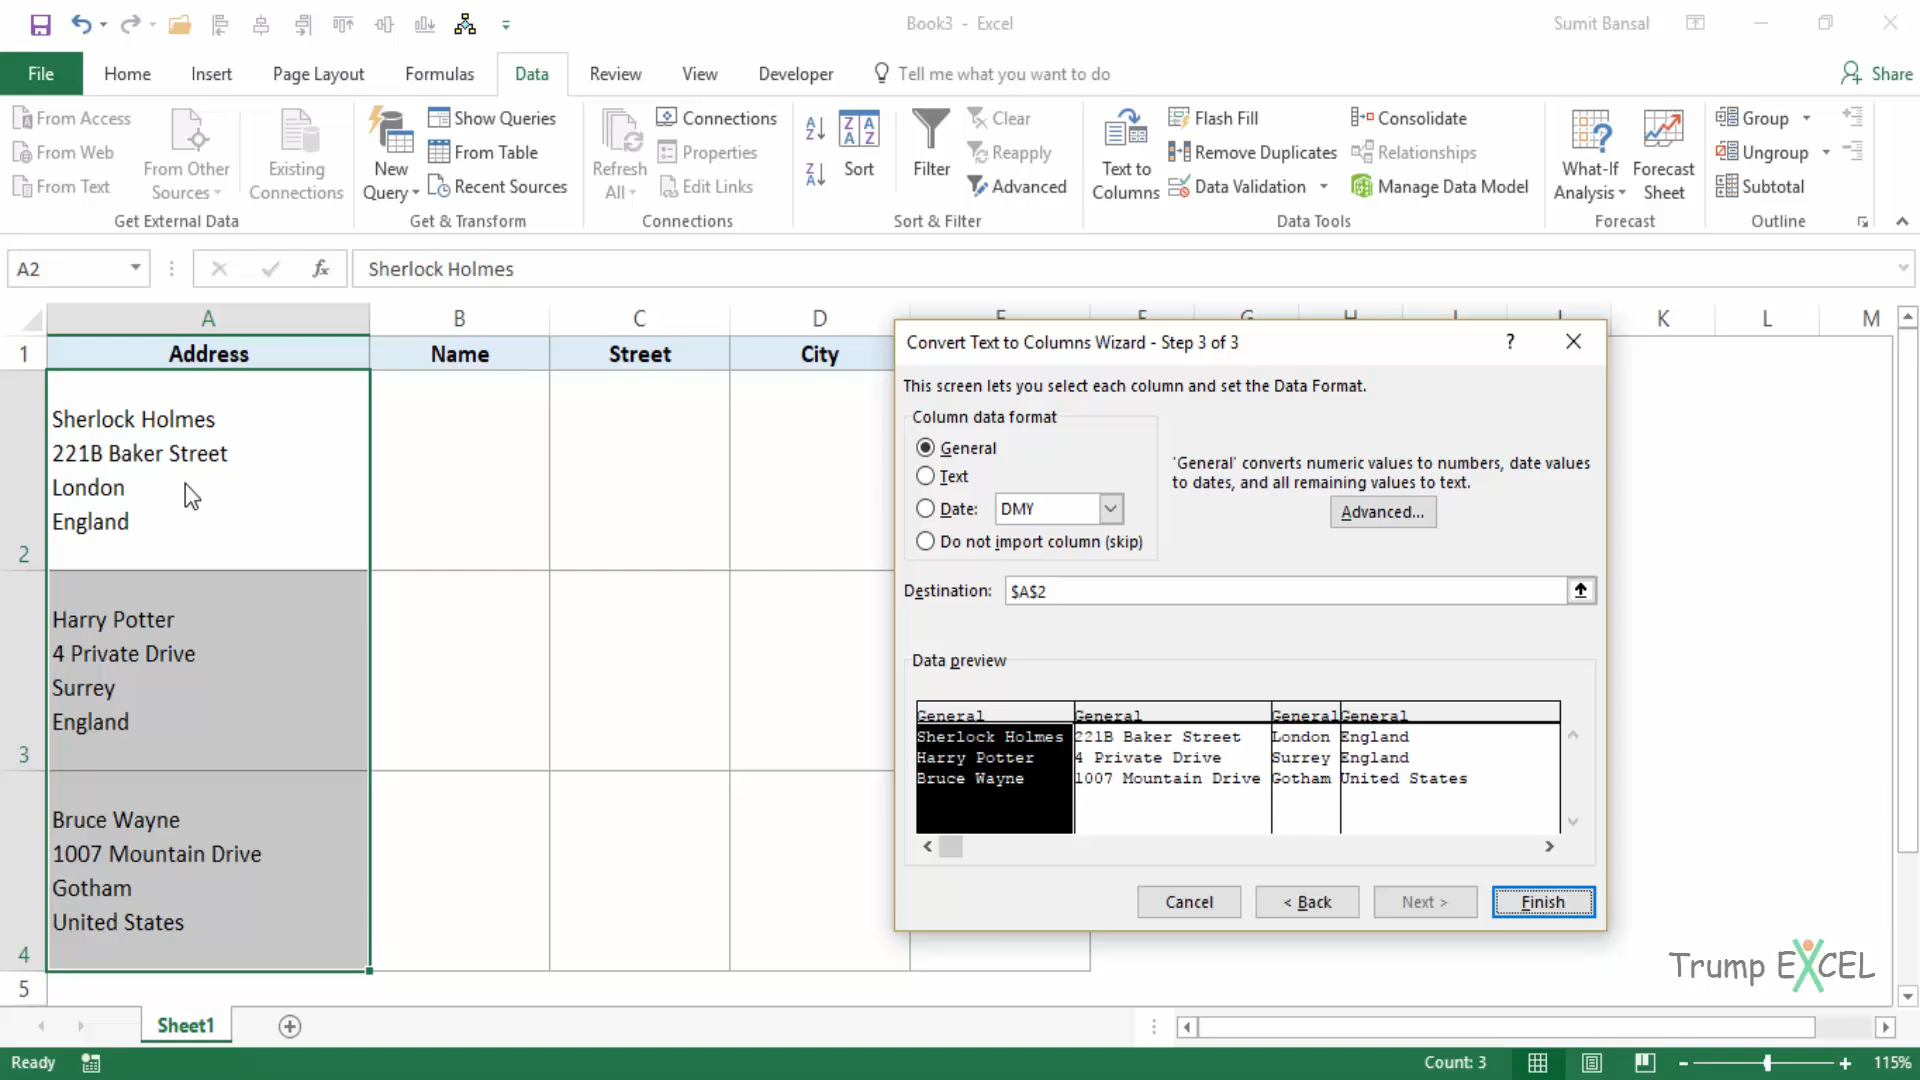 Book3 - Excel
Sumit Bansal
File
Home
Insert
Page Layout
Formulas
Data
Review
View
Developer
Tell me what you want to do
Share
From Access
From Web
From Text
From Other
Sources
Existing
Connections
Get External Data
New
Query
Show Queries
From Table
Recent Sources
Get & Transform
Refresh
All
Connections
Properties
Edit Links
Connections
Sort
Filter
Clear
Reapply
Advanced
Sort & Filter
Text to
Columns
Flash Fill
Remove Duplicates
Data Validation
Consolidate
Relationships
Manage Data Model
Data Tools
What-If
Analysis
Forecast
Sheet
Forecast
Group
Ungroup
Subtotal
Outline
A2
fx
Sherlock Holmes
A B C D K L M
1 Address Name Street City
2
Sherlock Holmes
221B Baker Street
London
England
3
Harry Potter
4 Private Drive
Surrey
England
4
Bruce Wayne
1007 Mountain Drive
Gotham
United States
5
Convert Text to Columns Wizard - Step 3 of 3
?
This screen lets you select each column and set the Data Format.
Column data format
General
Text
Date: DMY
Do not import column (skip)
'General' converts numeric values to numbers, date values
to dates, and all remaining values to text.
Advanced...
Destination: $A$2
Data preview
General General General General
Sherlock Holmes 221B Baker Street London England
Harry Potter 4 Private Drive Surrey England
Bruce Wayne 1007 Mountain Drive Gotham United States
Cancel
< Back
Next >
Finish
Trump EXCEL
Sheet1
Ready
Count: 3
115%